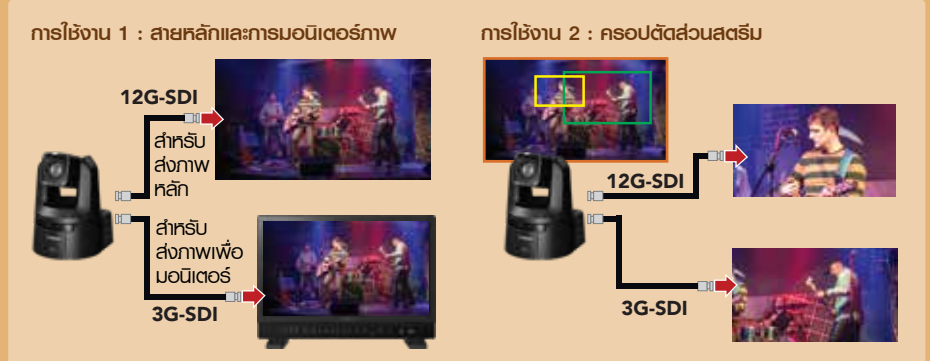 การใช้งาน 1 : สายหลักและการมอนิเตอร์ภาพ
12G-SDI
สำหรับ
ส่งภาพ
หลัก
สำหรับ
ส่งภาพเพื่อ
มอนิเตอร์
3G-SDI
การใช้งาน 2 : ครอปตัดส่วนสตรีม
12G-SDI
3G-SDI